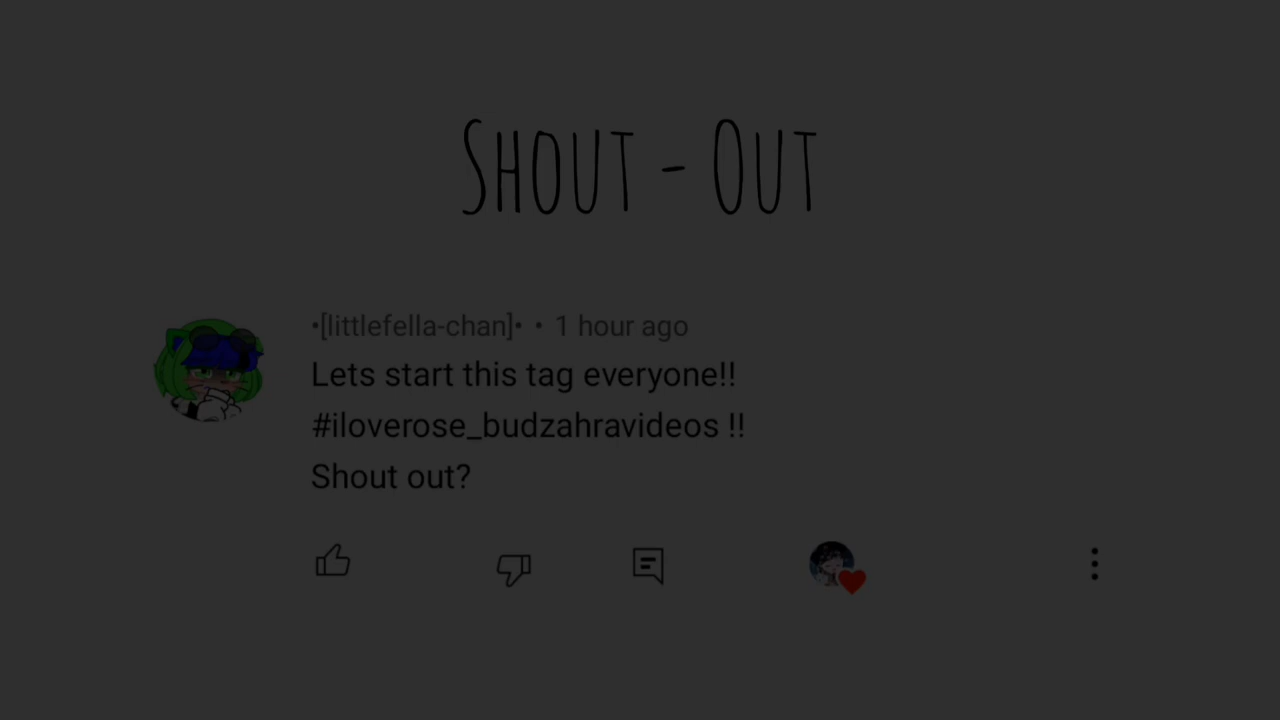 SHOUT - OUT
•[littlefella-chan]• • 1 hour ago
Lets start this tag everyone!!
#iloverose_budzahravideos !!
Shout out?